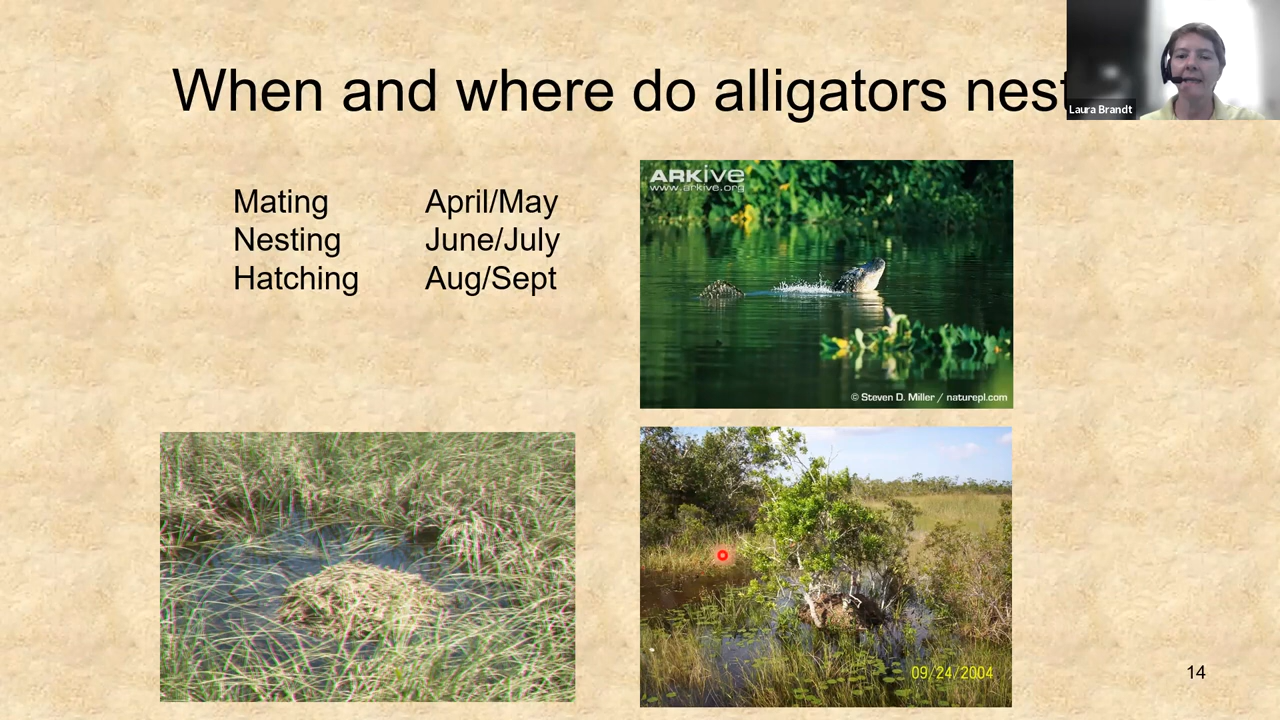 When and where do alligators nest
Laura Brandt
Mating April/May
Nesting June/July
Hatching Aug/Sept
ARKive
www.arkive.org
© Steven D. Miller / naturepl.com
09/24/2004
14